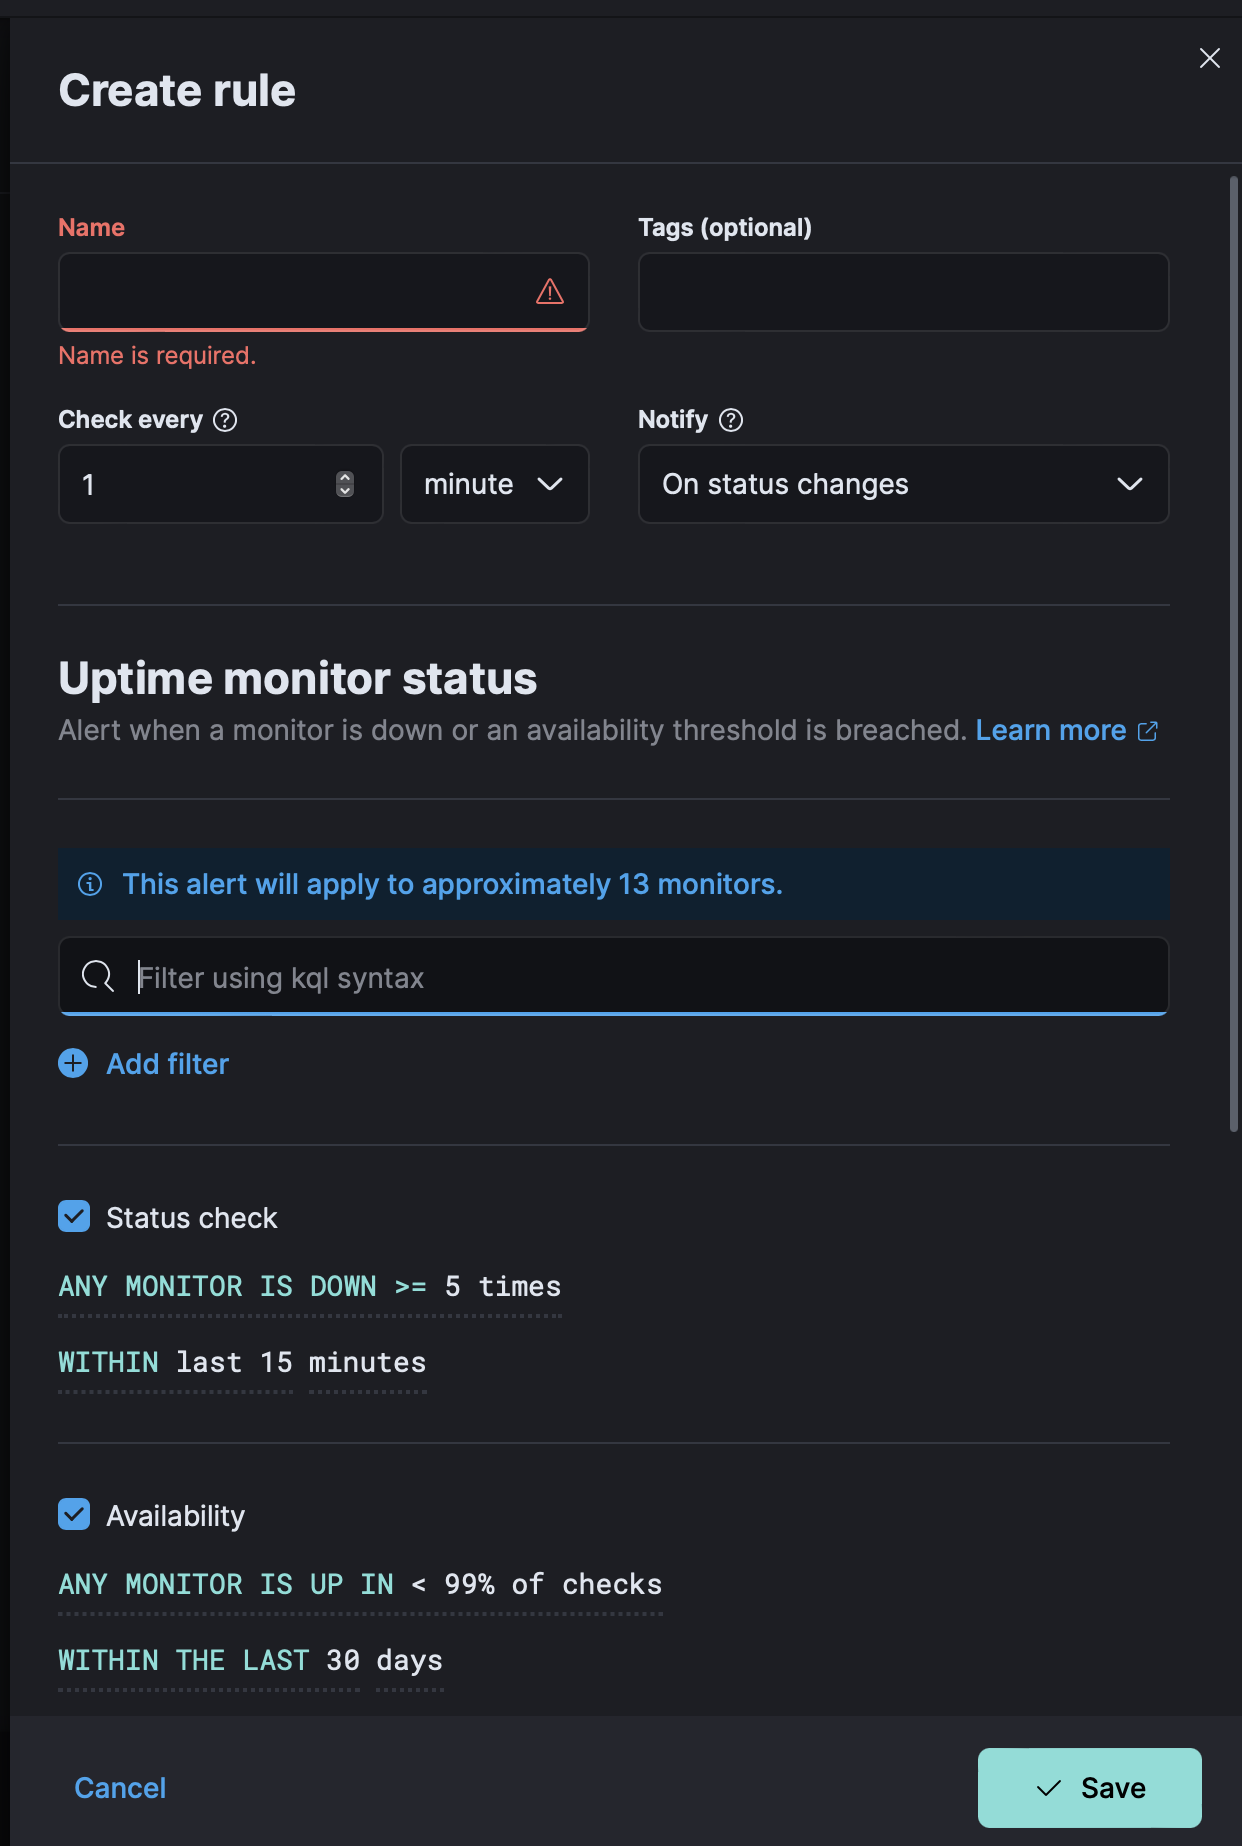 Create rule
Name
Tags (optional)
Name is required.
Check every
Notify
1
minute
On status changes
Uptime monitor status
Alert when a monitor is down or an availability threshold is breached. Learn more
This alert will apply to approximately 13 monitors.
Filter using kql syntax
Add filter
Status check
ANY MONITOR IS DOWN >= 5 times
WITHIN last 15 minutes
Availability
ANY MONITOR IS UP IN < 99% of checks
WITHIN THE LAST 30 days
Cancel
Save